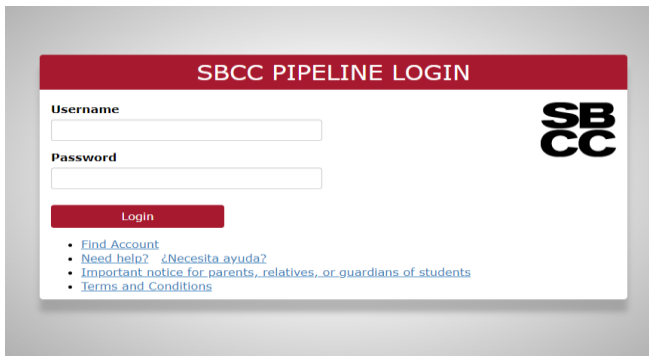 SBCC PIPELINE LOGIN
Username
SB
CC
Password
Login
Find Account
Need help? ¿Necesita ayuda?
Important notice for parents, relatives, or guardians of students
Terms and Conditions